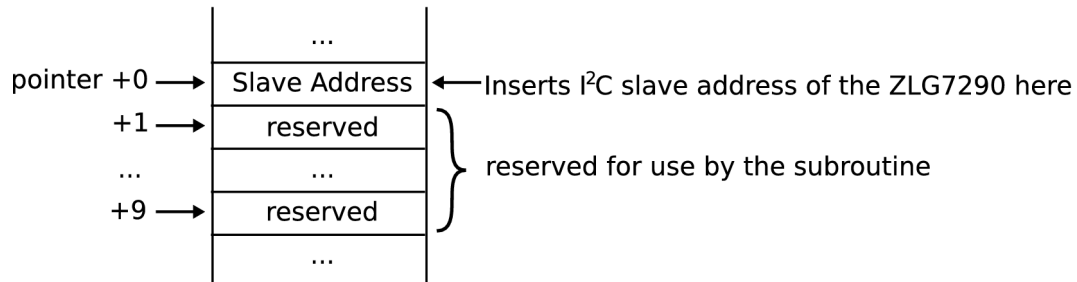 ...
pointer +0 Slave Address Inserts I²C slave address of the ZLG7290 here
+1 reserved
... ... reserved for use by the subroutine
+9 reserved
...